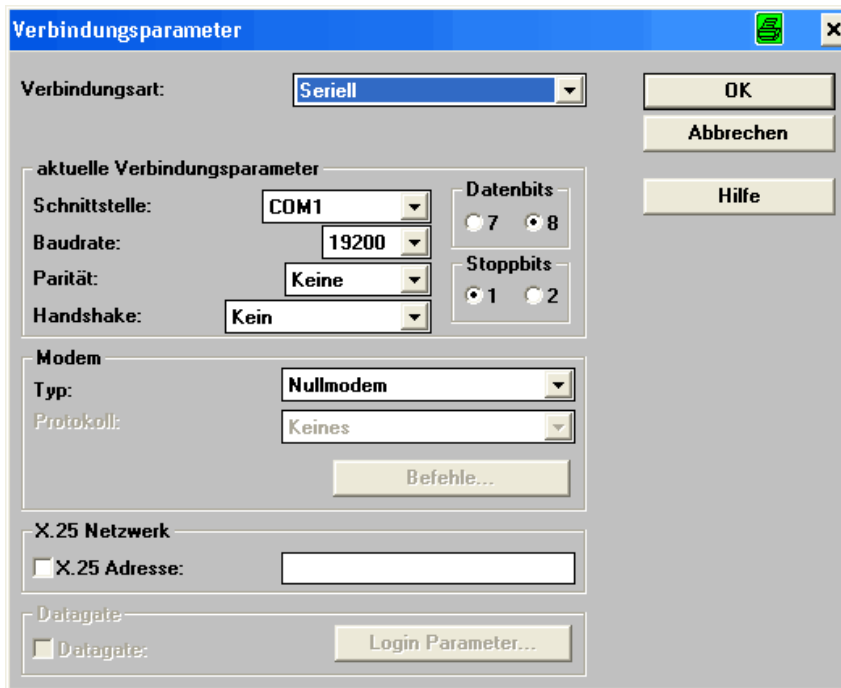 Verbindungsparameter
Verbindungsart: Seriell
OK
Abbrechen
Hilfe
aktuelle Verbindungsparameter
Schnittstelle: COM1
Baudrate: 19200
Parität: Keine
Handshake: Kein
Datenbits
7 8
Stoppbits
1 2
Modem
Typ: Nullmodem
Protokoll: Keines
Befehle...
X.25 Netzwerk
X.25 Adresse:
Datagate
Datagate: Login Parameter...